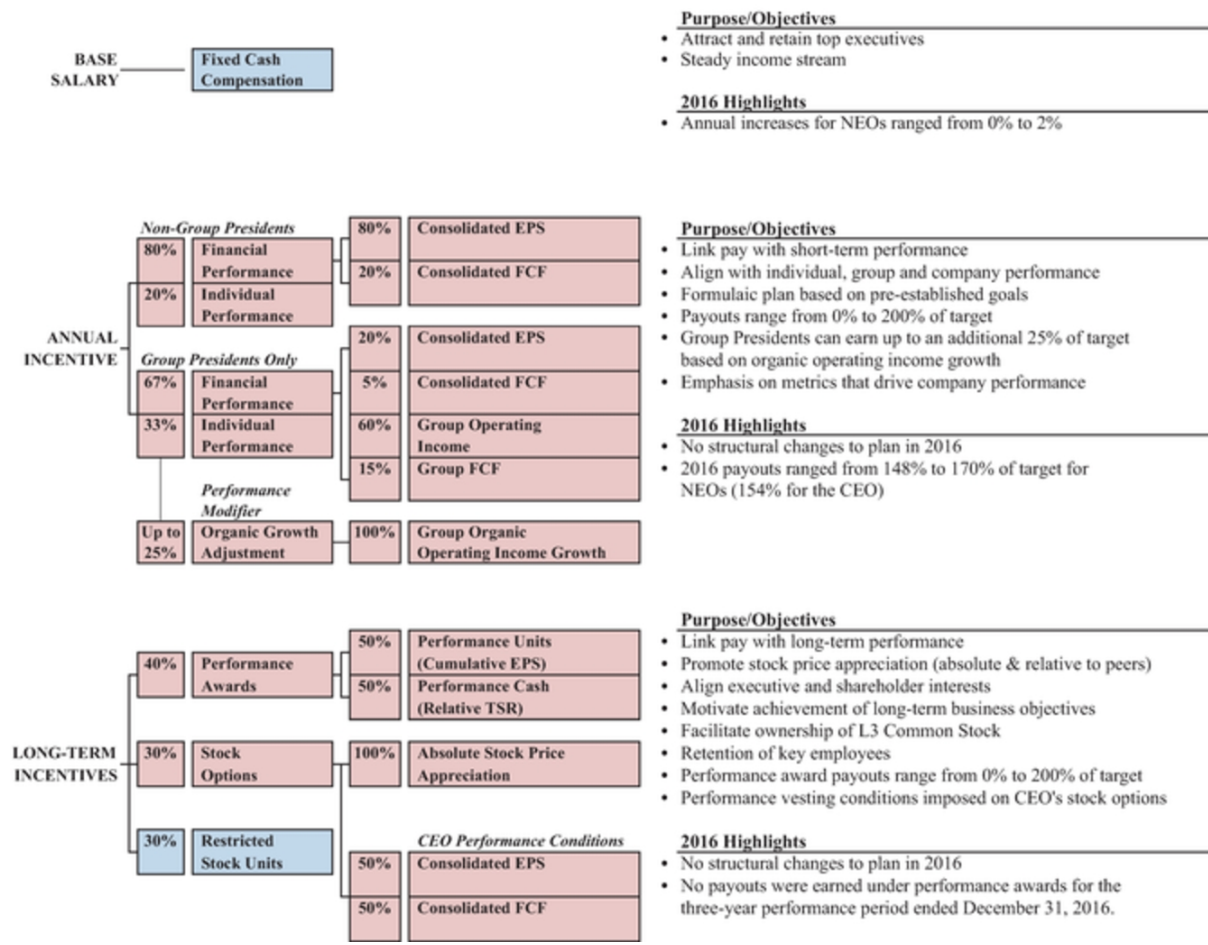 BASE
SALARY
Fixed Cash
Compensation
Purpose/Objectives
• Attract and retain top executives
• Steady income stream
2016 Highlights
• Annual increases for NEOs ranged from 0% to 2%
ANNUAL
INCENTIVE
Non-Group Presidents
80%
Financial
Performance
20%
Individual
Performance
80%
Consolidated EPS
20%
Consolidated FCF
Group Presidents Only
67%
Financial
Performance
33%
Individual
Performance
20%
Consolidated EPS
5%
Consolidated FCF
60%
Group Operating
Income
15%
Group FCF
Performance
Modifier
Up to
25%
Organic Growth
Adjustment
100%
Group Organic
Operating Income Growth
Purpose/Objectives
• Link pay with short-term performance
• Align with individual, group and company performance
• Formulaic plan based on pre-established goals
• Payouts range from 0% to 200% of target
• Group Presidents can earn up to an additional 25% of target
based on organic operating income growth
• Emphasis on metrics that drive company performance
2016 Highlights
• No structural changes to plan in 2016
• 2016 payouts ranged from 148% to 170% of target for
NEOs (154% for the CEO)
LONG-TERM
INCENTIVES
40%
Performance
Awards
50%
Performance Units
(Cumulative EPS)
50%
Performance Cash
(Relative TSR)
30%
Stock
Options
100%
Absolute Stock Price
Appreciation
30%
Restricted
Stock Units
CEO Performance Conditions
50%
Consolidated EPS
50%
Consolidated FCF
Purpose/Objectives
• Link pay with long-term performance
• Promote stock price appreciation (absolute & relative to peers)
• Align executive and shareholder interests
• Motivate achievement of long-term business objectives
• Facilitate ownership of L3 Common Stock
• Retention of key employees
• Performance award payouts range from 0% to 200% of target
• Performance vesting conditions imposed on CEO's stock options
2016 Highlights
• No structural changes to plan in 2016
• No payouts were earned under performance awards for the
three-year performance period ended December 31, 2016.